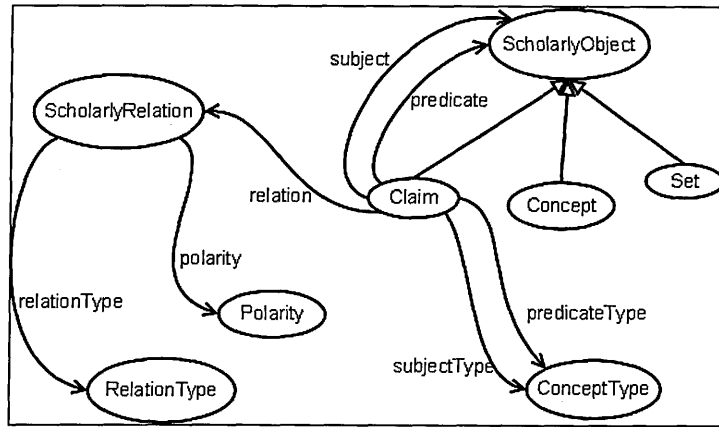 subject
ScholarlyObject
predicate
ScholarlyRelation
relation
Claim
Concept
Set
polarity
relationType
Polarity
predicateType
subjectType
RelationType
ConceptType